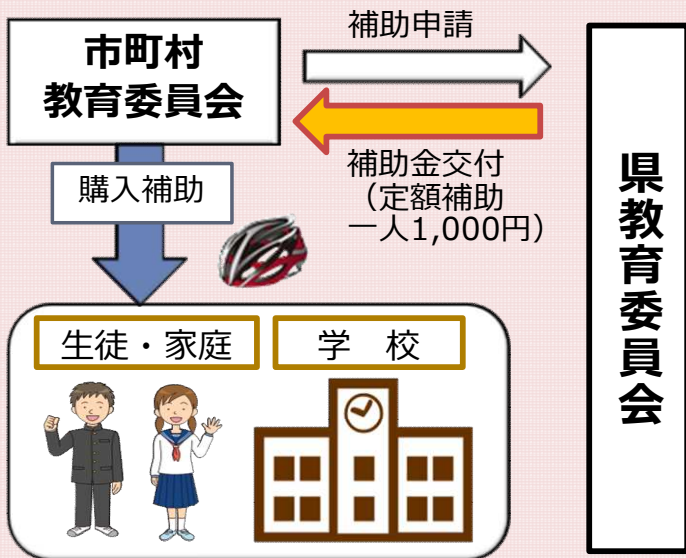 市町村
教育委員会
補助申請
補助金交付
（定額補助
一人1,000円）
購入補助
生徒・家庭
学　校
県教育委員会